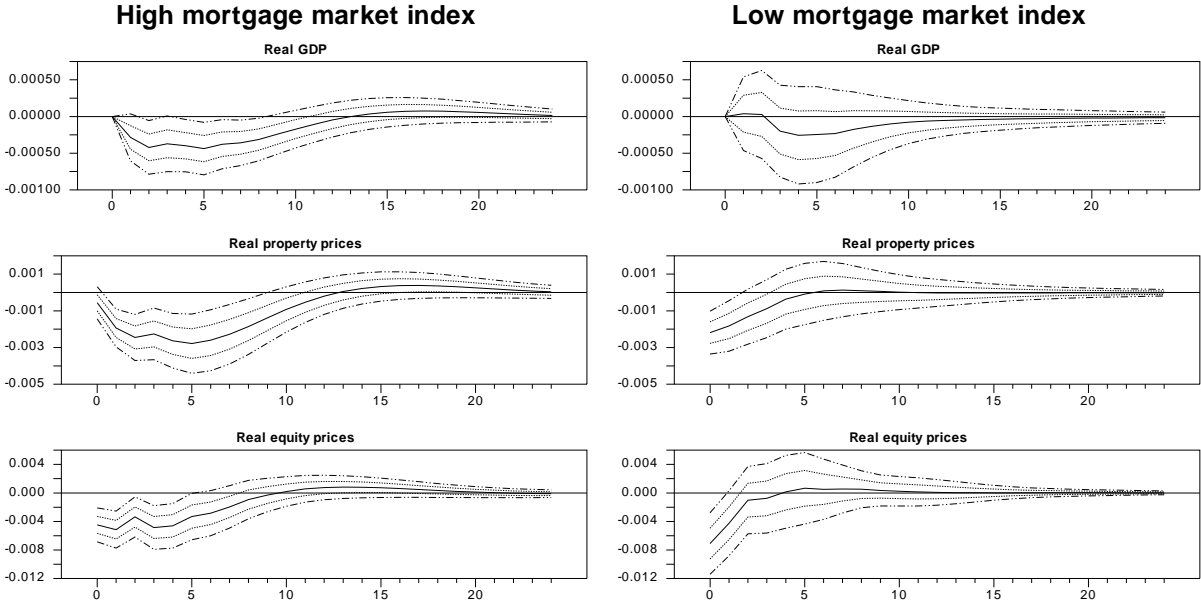 High mortgage market index
Low mortgage market index
Real GDP
0.00050
0.00000
-0.00050
-0.00100
0 5 10 15 20
Real GDP
0.00050
0.00000
-0.00050
-0.00100
0 5 10 15 20
Real property prices
0.001
-0.001
-0.003
-0.005
0 5 10 15 20
Real property prices
0.001
-0.001
-0.003
-0.005
0 5 10 15 20
Real equity prices
0.004
0.000
-0.004
-0.008
-0.012
0 5 10 15 20
Real equity prices
0.004
0.000
-0.004
-0.008
-0.012
0 5 10 15 20